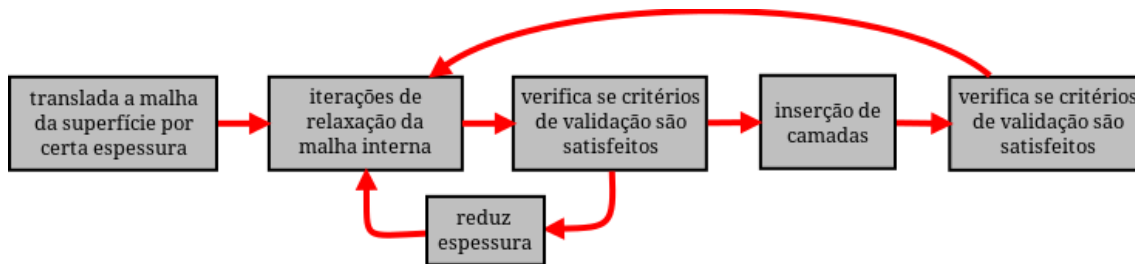 translada a malha
da superfície por
certa espessura
iterações de
relaxação da
malha interna
verifica se critérios
de validação são
satisfeitos
inserção de
camadas
verifica se critérios
de validação são
satisfeitos
reduz
espessura